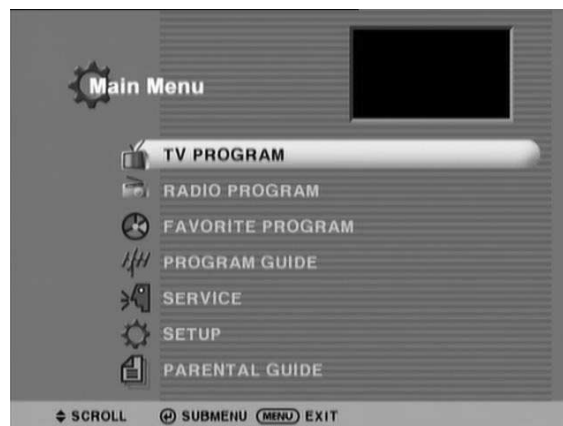 Main Menu
TV PROGRAM
RADIO PROGRAM
FAVORITE PROGRAM
PROGRAM GUIDE
SERVICE
SETUP
PARENTAL GUIDE
SCROLL SUBMENU MENU EXIT